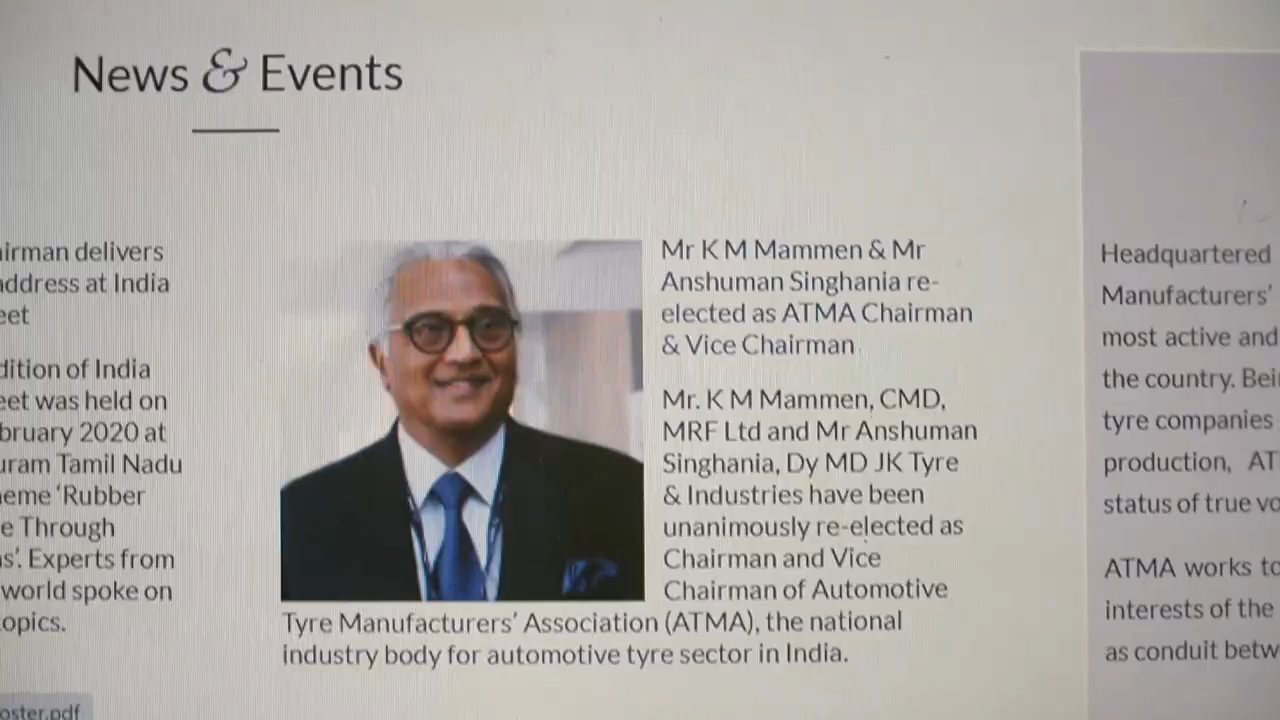 News & Events
airman delivers
address at India
eet
dition of India
eet was held on
bruary 2020 at
uram Tamil Nadu
neme ‘Rubber
e Through
ns’. Experts from
world spoke on
opics.
oster.pdf
Mr K M Mammen & Mr
Anshuman Singhania re-
elected as ATMA Chairman
& Vice Chairman
Mr. K M Mammen, CMD,
MRF Ltd and Mr Anshuman
Singhania, Dy MD JK Tyre
& Industries have been
unanimously re-elected as
Chairman and Vice
Chairman of Automotive
Tyre Manufacturers’ Association (ATMA), the national
industry body for automotive tyre sector in India.
Headquartered
Manufacturers’
most active and
the country. Bei
tyre companies
production, AT
status of true vo
ATMA works to
interests of the
as conduit betw